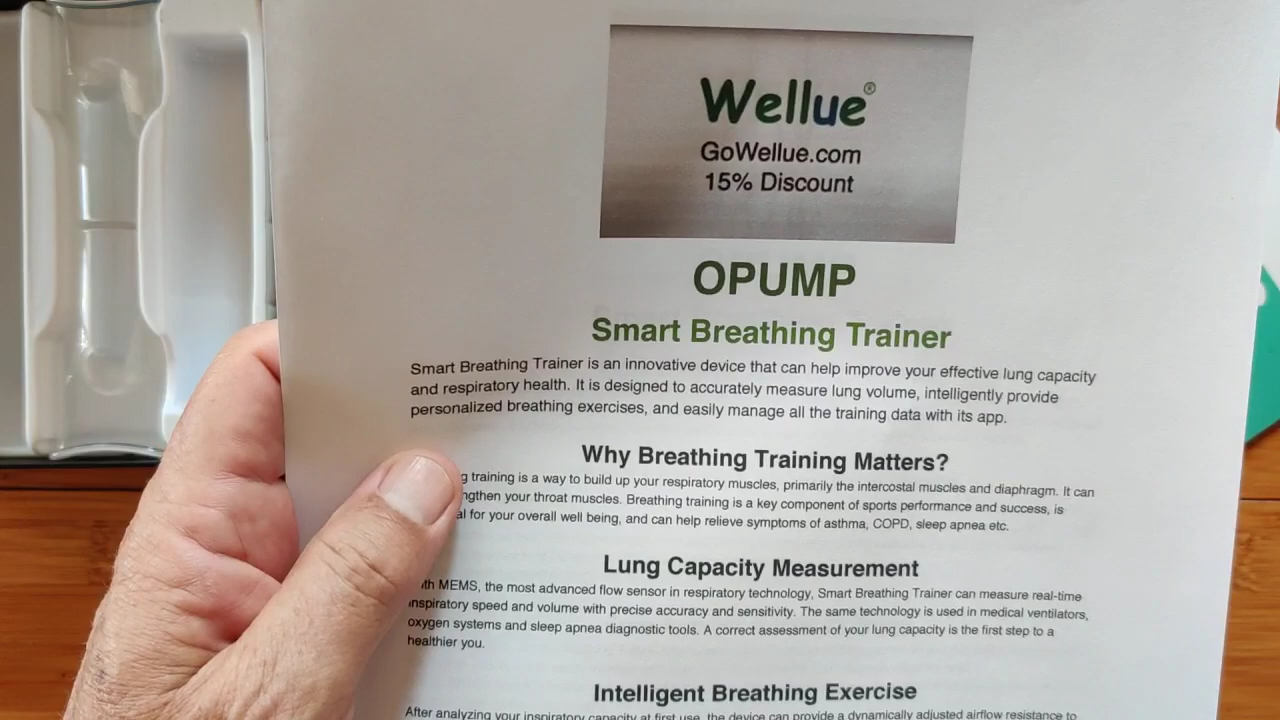 Wellue®
GoWellue.com
15% Discount
OPUMP
Smart Breathing Trainer
Smart Breathing Trainer is an innovative device that can help improve your effective lung capacity
and respiratory health. It is designed to accurately measure lung volume, intelligently provide
personalized breathing exercises, and easily manage all the training data with its app.
Why Breathing Training Matters?
training is a way to build up your respiratory muscles, primarily the intercostal muscles and diaphragm. It can
your throat muscles. Breathing training is a key component of sports performance and success, is
for your overall well being, and can help relieve symptoms of asthma, COPD, sleep apnea etc.
Lung Capacity Measurement
MEMS, the most advanced flow sensor in respiratory technology, Smart Breathing Trainer can measure real-time
inspiratory speed and volume with precise accuracy and sensitivity. The same technology is used in medical ventilators,
oxygen systems and sleep apnea diagnostic tools. A correct assessment of your lung capacity is the first step to a
healthier you.
Intelligent Breathing Exercise
After analyzing your inspiratory capacity at first use, the device can provide a dynamically adjusted airflow resistance to